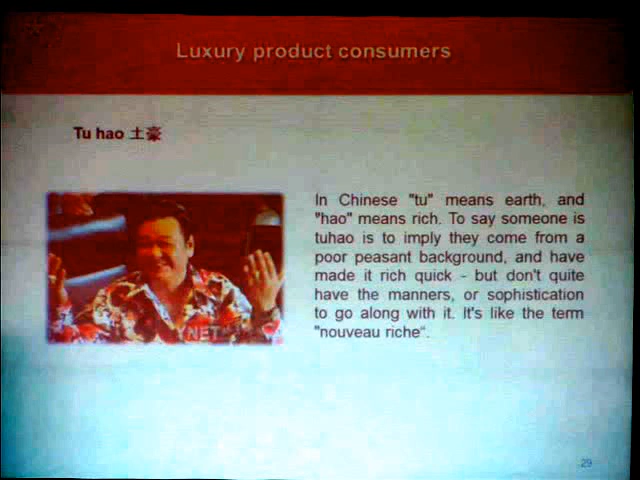 Luxury product consumers
Tu hao 土豪
In Chinese "tu" means earth, and
"hao" means rich. To say someone is
tuhao is to imply they come from a
poor peasant background, and have
made it rich quick - but don't quite
have the manners, or sophistication
to go along with it. It's like the term
"nouveau riche“.
YNET
29